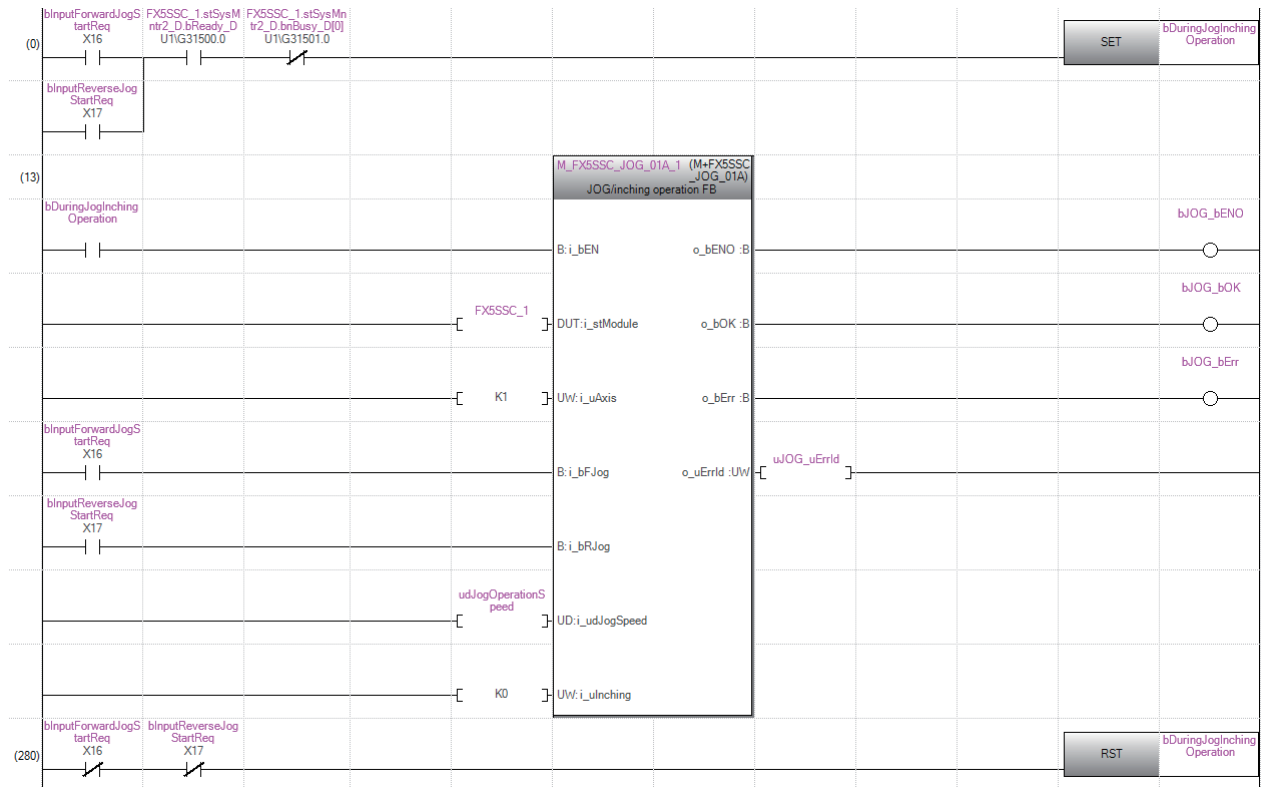 bInputForwardJogS
tartReq
X16
FX5SSC_1.stSysM
ntr2_D.bReady_D
U1\G31500.0
FX5SSC_1.stSysMn
tr2_D.bnBusy_D[0]
U1\G31501.0
(0)
SET
bDuringJogInching
Operation
bInputReverseJog
StartReq
X17
(13)
M_FX5SSC_JOG_01A_1
(M+FX5SSC
_JOG_01A)
JOG/inching operation FB
bDuringJogInching
Operation
B:i_bEN
o_bENO :B
bJOG_bENO
FX5SSC_1
DUT:i_stModule
o_bOK :B
bJOG_bOK
K1
UW:i_uAxis
o_bErr :B
bJOG_bErr
bInputForwardJogS
tartReq
X16
B:i_bFJog
o_uErrId :UW
uJOG_uErrId
bInputReverseJog
StartReq
X17
B:i_bRJog
udJogOperationS
peed
UD:i_udJogSpeed
K0
UW:i_uInching
(280)
bInputForwardJogS
tartReq
X16
bInputReverseJog
StartReq
X17
RST
bDuringJogInching
Operation